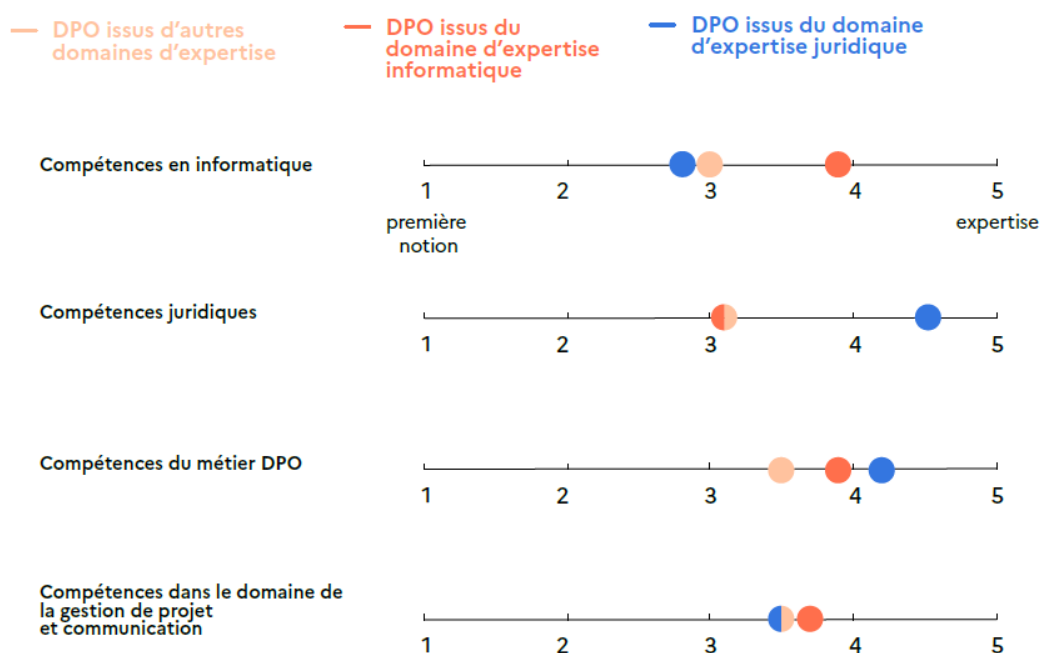 DPO issus d'autres
domaines d'expertise
DPO issus du
domaine d'expertise
informatique
DPO issus du domaine
d'expertise juridique
Compétences en informatique
1 2 3 4 5
première
notion
expertise
Compétences juridiques
1 2 3 4 5
Compétences du métier DPO
1 2 3 4 5
Compétences dans le domaine de
la gestion de projet
et communication
1 2 3 4 5